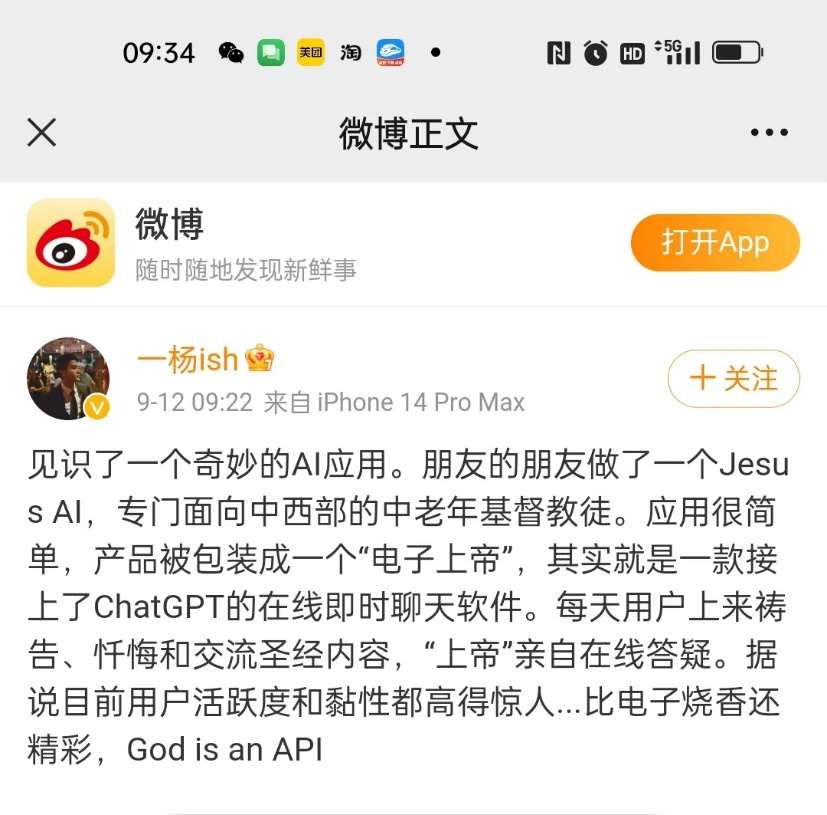 09:34 美团 淘 HD 5G
微博正文
微博
随时随地发现新鲜事
打开App
一杨ish
9-12 09:22 来自 iPhone 14 Pro Max
十关注
见识了一个奇妙的AI应用。朋友的朋友做了一个Jesu
s AI，专门面向中西部的中老年基督教徒。应用很简
单，产品被包装成一个“电子上帝”，其实就是一款接
上了ChatGPT的在线即时聊天软件。每天用户上来祷
告、忏悔和交流圣经内容，“上帝”亲自在线答疑。据
说目前用户活跃度和黏性都高得惊人...比电子烧香还
精彩，God is an API